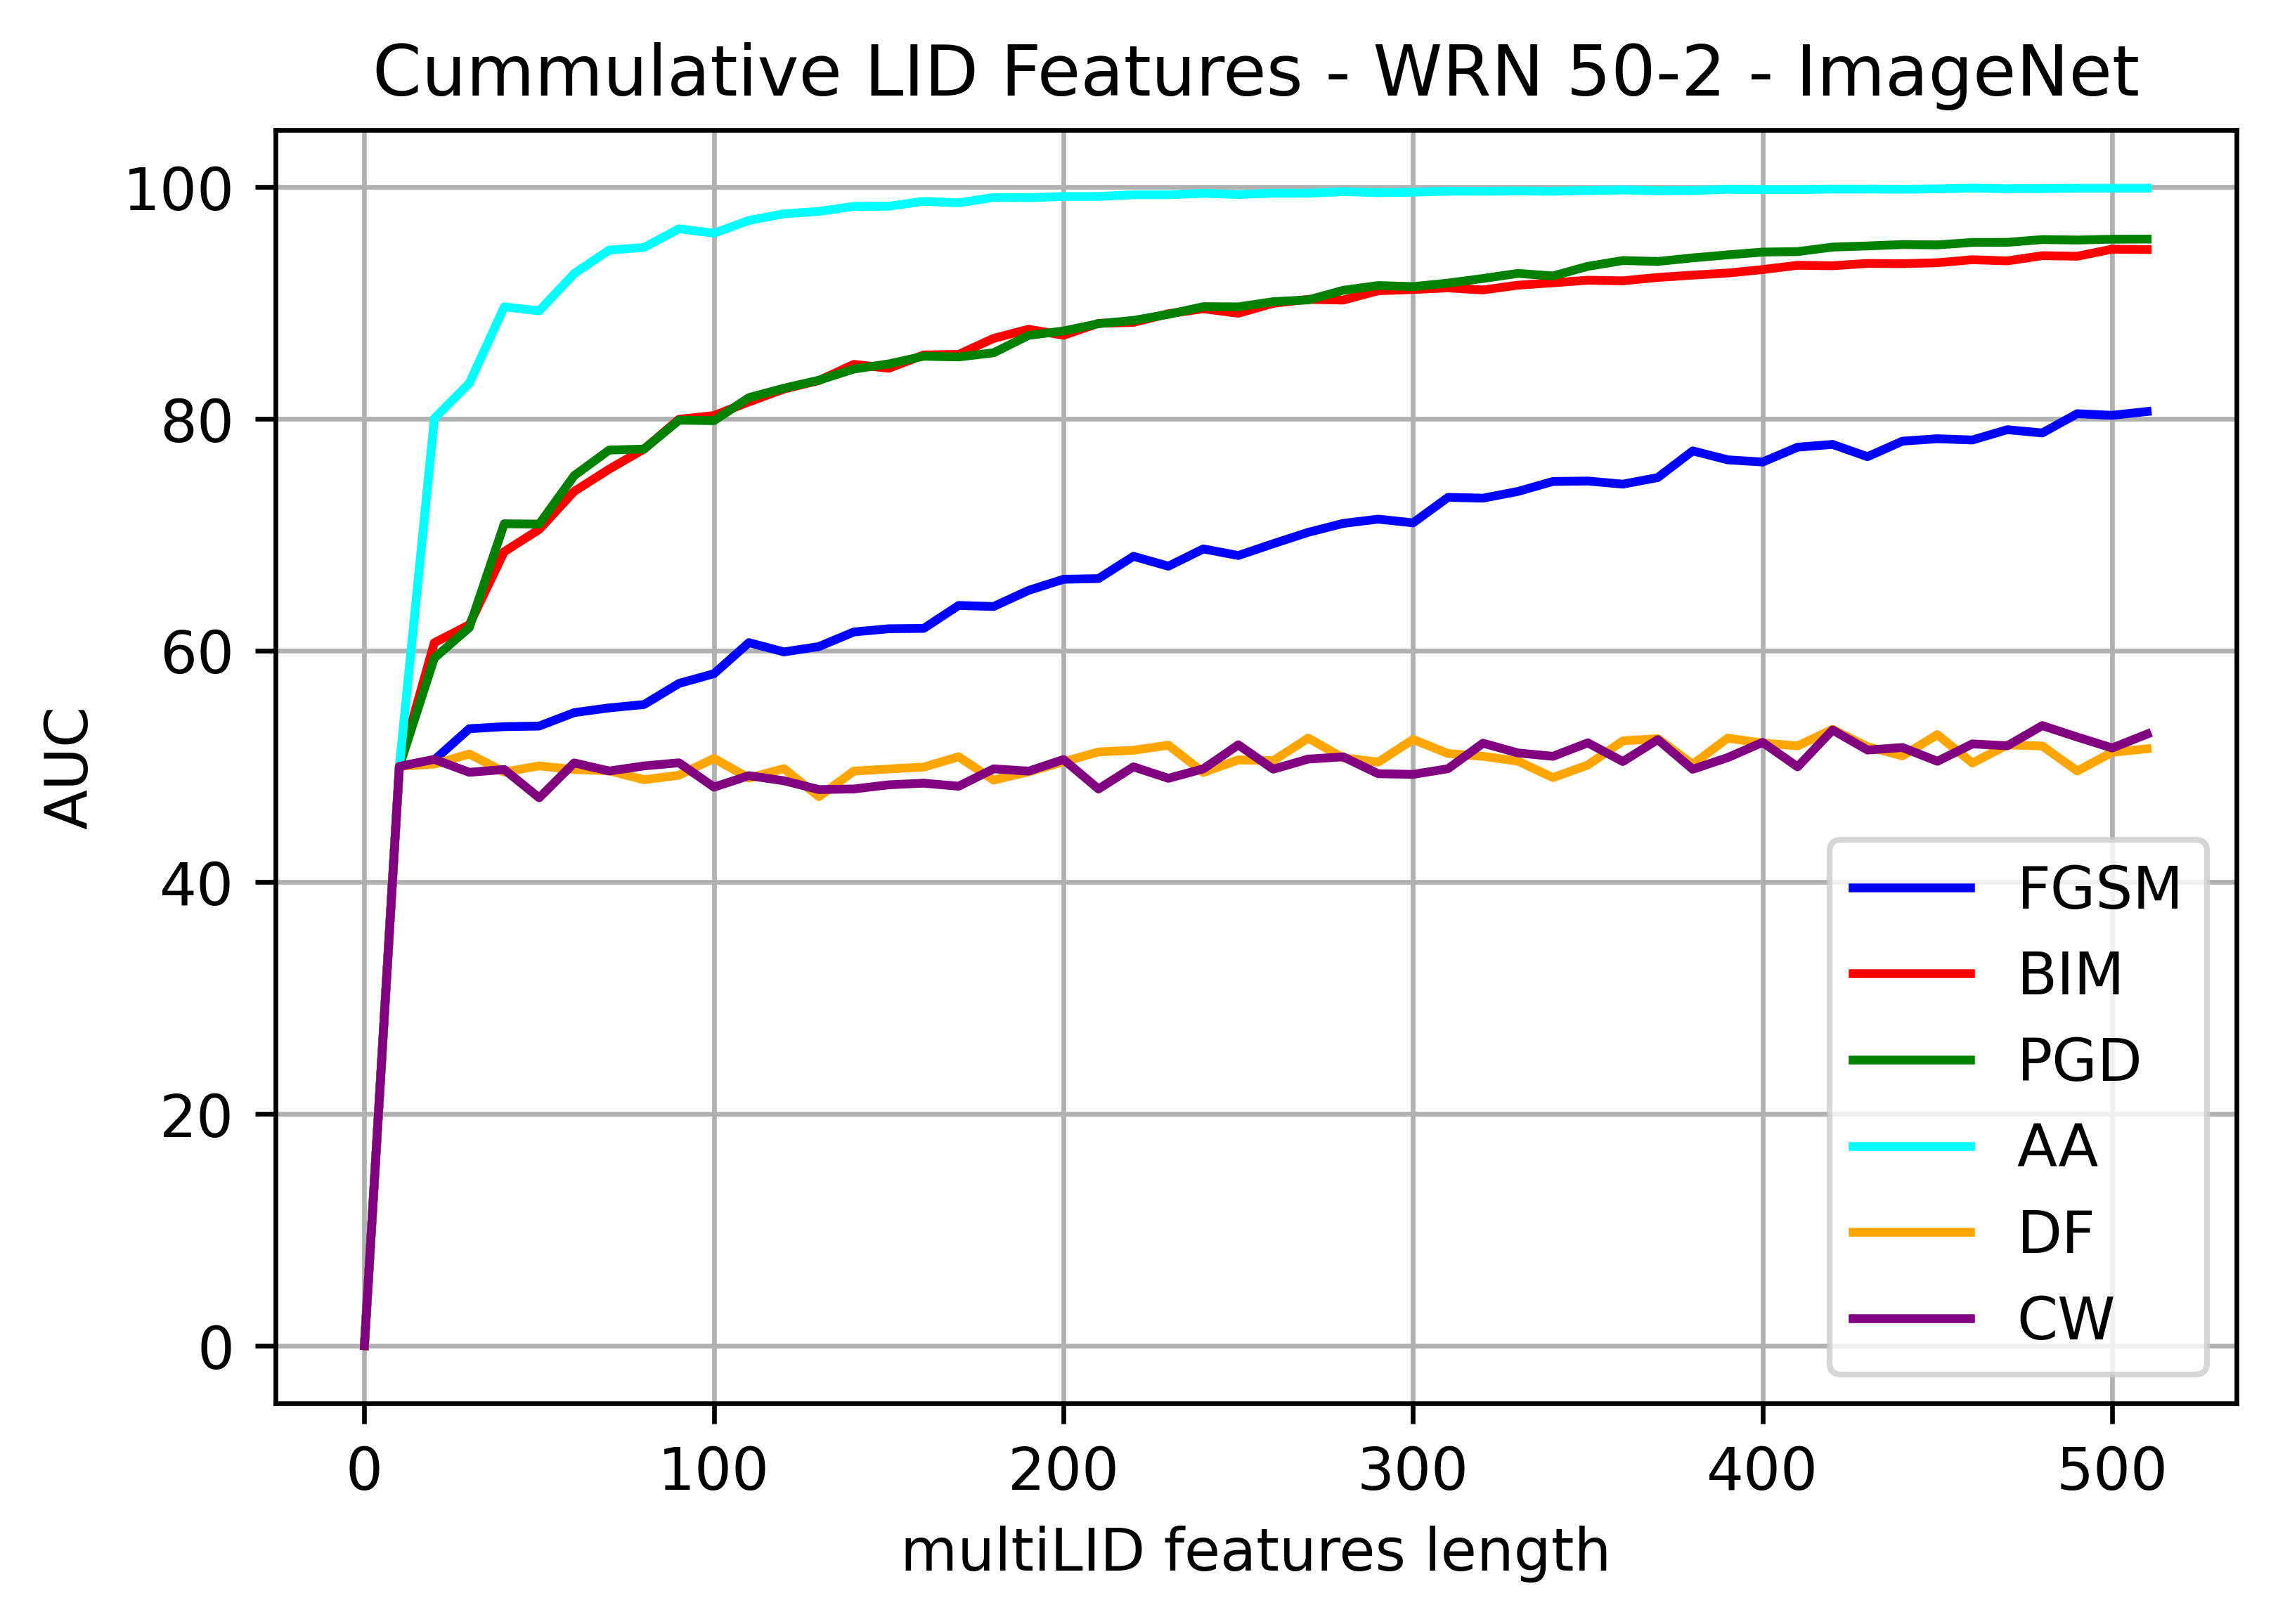 Cummulative LID Features - WRN 50-2 - ImageNet
100
80
60
40
20
0
AUC
0 100 200 300 400 500
multiLID features length
FGSM
BIM
PGD
AA
DF
CW